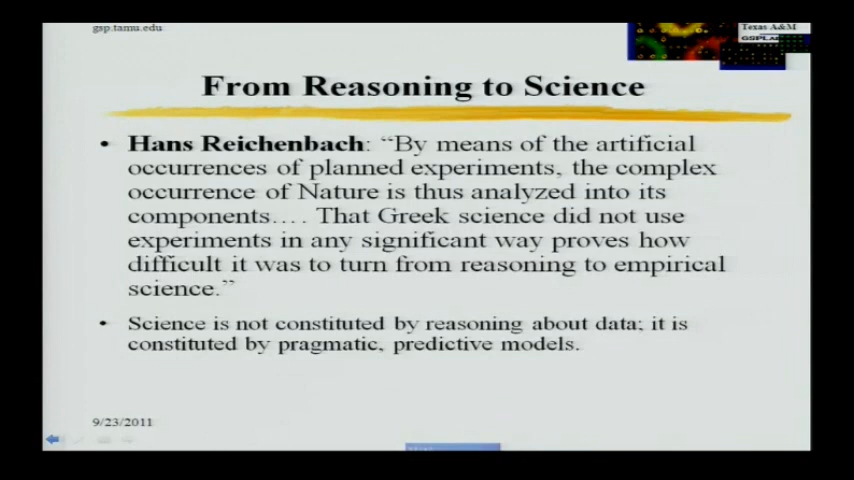 gsp.tamu.edu
Texas A&M
From Reasoning to Science
• Hans Reichenbach: “By means of the artificial
occurrences of planned experiments, the complex
occurrence of Nature is thus analyzed into its
components…. That Greek science did not use
experiments in any significant way proves how
difficult it was to turn from reasoning to empirical
science.”
• Science is not constituted by reasoning about data; it is
constituted by pragmatic, predictive models.
9/23/2011